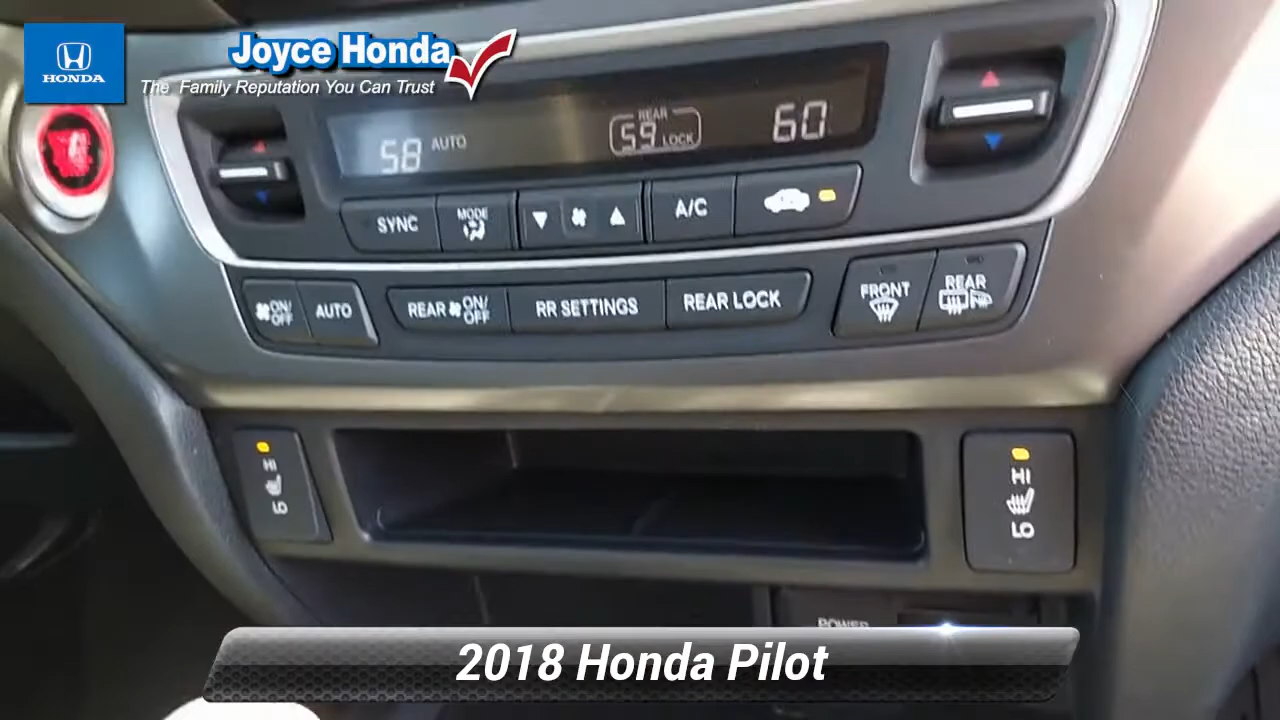 HONDA
Joyce Honda
The Family Reputation You Can Trust
58 AUTO REAR 59 LOCK 60
SYNC MODE A/C
ON/OFF AUTO REAR ON/OFF RR SETTINGS REAR LOCK FRONT REAR
HI LO
HI LO
POWER
2018 Honda Pilot